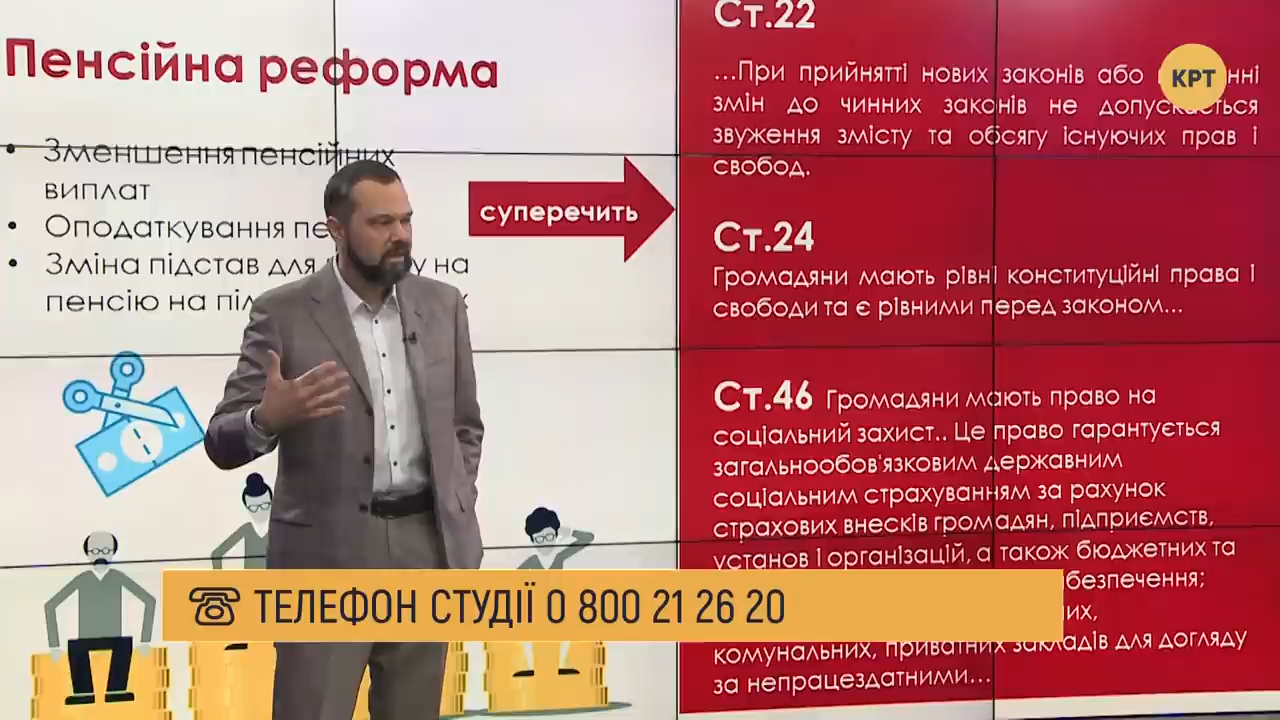 Пенсійна реформа
• Зменшення пенсійних
виплат
• Оподаткування
• Зміна підстав для на
пенсію на
суперечить
Ст.22
...При прийнятті нових законів або
змін до чинних законів не допускається
звуження змісту та обсягу існуючих прав і
свобод.
Ст.24
Громадяни мають рівні конституційні права і
свободи та є рівними перед законом...
Ст.46 Громадяни мають право на
соціальний захист.. Це право гарантується
загальнообов'язковим державним
соціальним страхуванням за рахунок
страхових внесків громадян, підприємств,
установ і організацій, а також бюджетних та
комунальних, приватних закладів для догляду
за непрацездатними...
КРТ
ТЕЛЕФОН СТУДІЇ 0 800 21 26 20